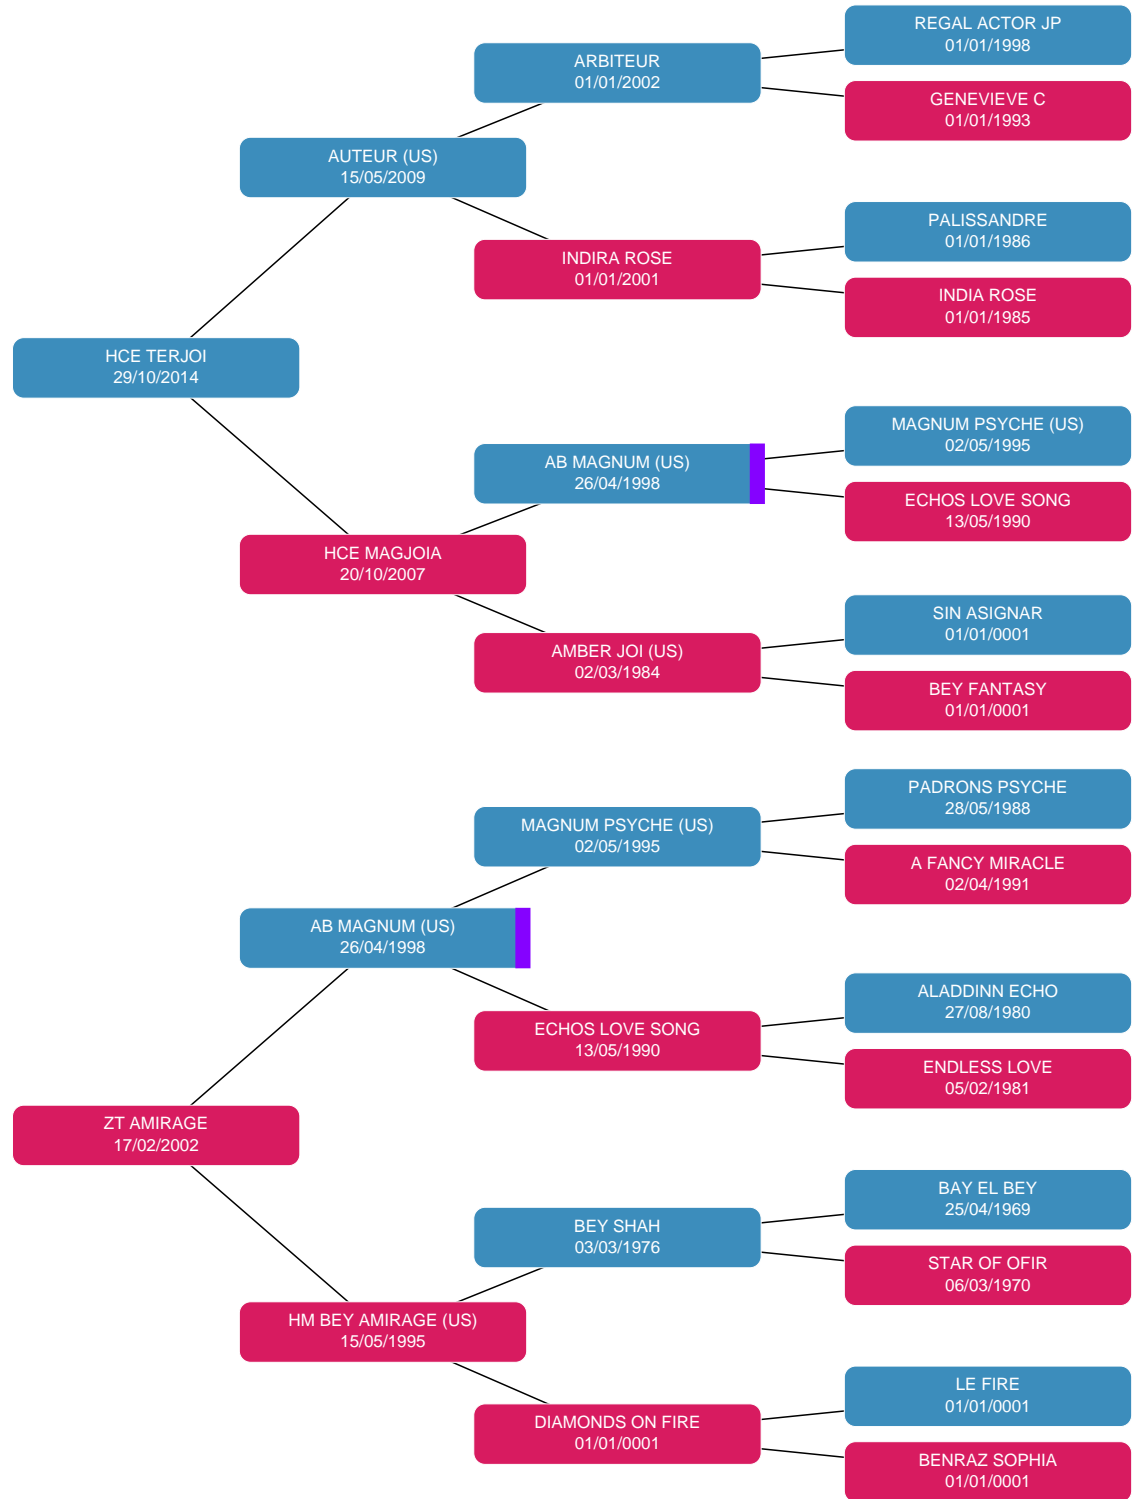 REGAL ACTOR JP
01/01/1998
ARBITEUR
01/01/2002
GENEVIEVE C
01/01/1993
AUTEUR (US)
15/05/2009
PALISSANDRE
01/01/1986
INDIRA ROSE
01/01/2001
INDIA ROSE
01/01/1985
HCE TERJOI
29/10/2014
MAGNUM PSYCHE (US)
02/05/1995
AB MAGNUM (US)
26/04/1998
ECHOS LOVE SONG
13/05/1990
HCE MAGJOIA
20/10/2007
SIN ASIGNAR
01/01/0001
AMBER JOI (US)
02/03/1984
BEY FANTASY
01/01/0001
PADRONS PSYCHE
28/05/1988
MAGNUM PSYCHE (US)
02/05/1995
A FANCY MIRACLE
02/04/1991
AB MAGNUM (US)
26/04/1998
ALADDINN ECHO
27/08/1980
ECHOS LOVE SONG
13/05/1990
ENDLESS LOVE
05/02/1981
ZT AMIRAGE
17/02/2002
BAY EL BEY
25/04/1969
BEY SHAH
03/03/1976
STAR OF OFIR
06/03/1970
HM BEY AMIRAGE (US)
15/05/1995
LE FIRE
01/01/0001
DIAMONDS ON FIRE
01/01/0001
BENRAZ SOPHIA
01/01/0001